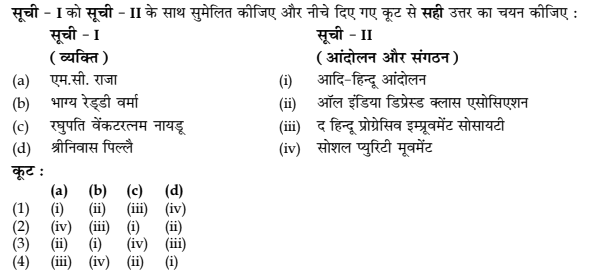 सूची – I को सूची – II के साथ सुमेलित कीजिए और नीचे दिए गए कूट से सही उत्तर का चयन कीजिए :
सूची – I सूची – II
( व्यक्ति ) ( आंदोलन और संगठन )
(a) एम.सी. राजा (i) आदि-हिन्दू आंदोलन
(b) भाग्य रेड्डी वर्मा (ii) ऑल इंडिया डिप्रेस्ड क्लास एसोसिएशन
(c) रघुपति वेंकटरत्नम नायडू (iii) द हिन्दू प्रोग्रेसिव इम्प्रूवमेंट सोसायटी
(d) श्रीनिवास पिल्लै (iv) सोशल प्युरिटी मूवमेंट
कूट :
(a) (b) (c) (d)
(1) (i) (ii) (iii) (iv)
(2) (iv) (iii) (i) (ii)
(3) (ii) (i) (iv) (iii)
(4) (iii) (iv) (ii) (i)